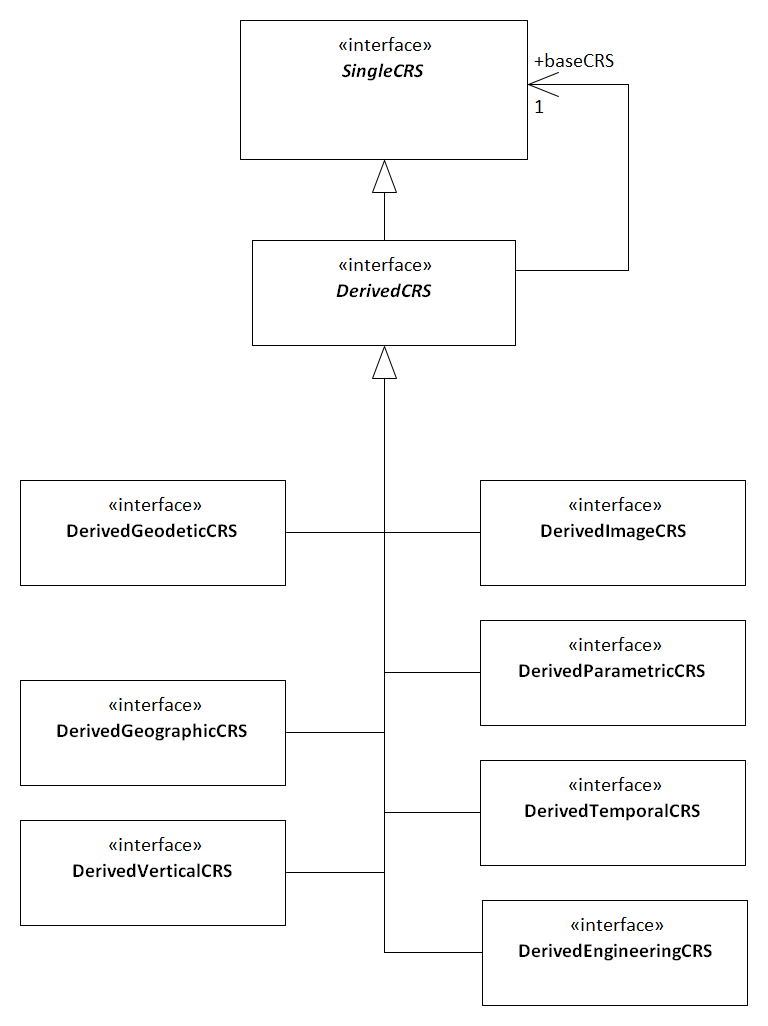 «interface»
SingleCRS
+baseCRS
1
«interface»
DerivedCRS
«interface»
DerivedGeodeticCRS
«interface»
DerivedImageCRS
«interface»
DerivedParametricCRS
«interface»
DerivedGeographicCRS
«interface»
DerivedTemporalCRS
«interface»
DerivedVerticalCRS
«interface»
DerivedEngineeringCRS